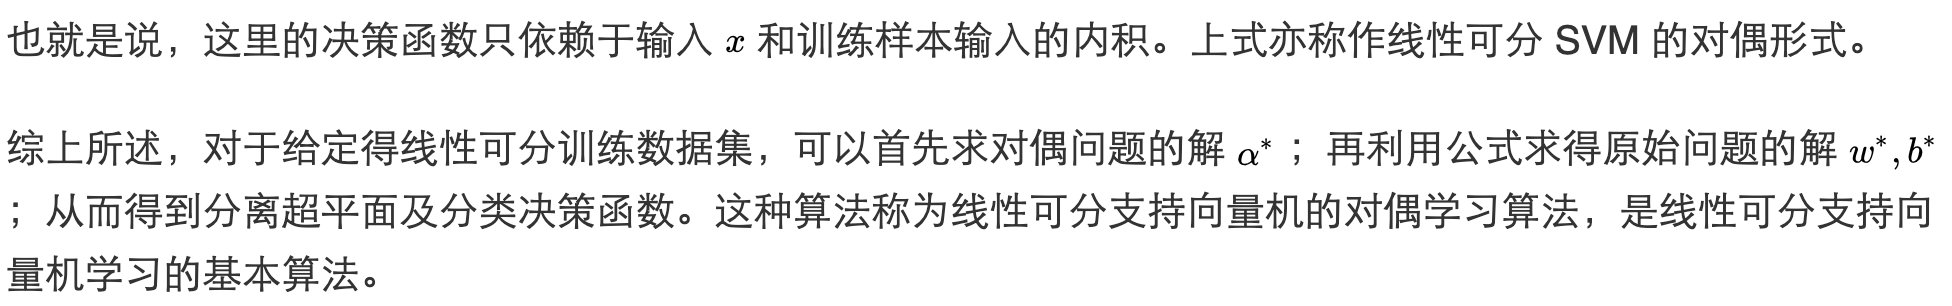 也就是说，这里的决策函数只依赖于输入 x 和训练样本输入的内积。上式亦称作线性可分 SVM 的对偶形式。
综上所述，对于给定得线性可分训练数据集，可以首先求对偶问题的解 α* ；再利用公式求得原始问题的解 w*, b*
；从而得到分离超平面及分类决策函数。这种算法称为线性可分支持向量机的对偶学习算法，是线性可分支持向
量机学习的基本算法。